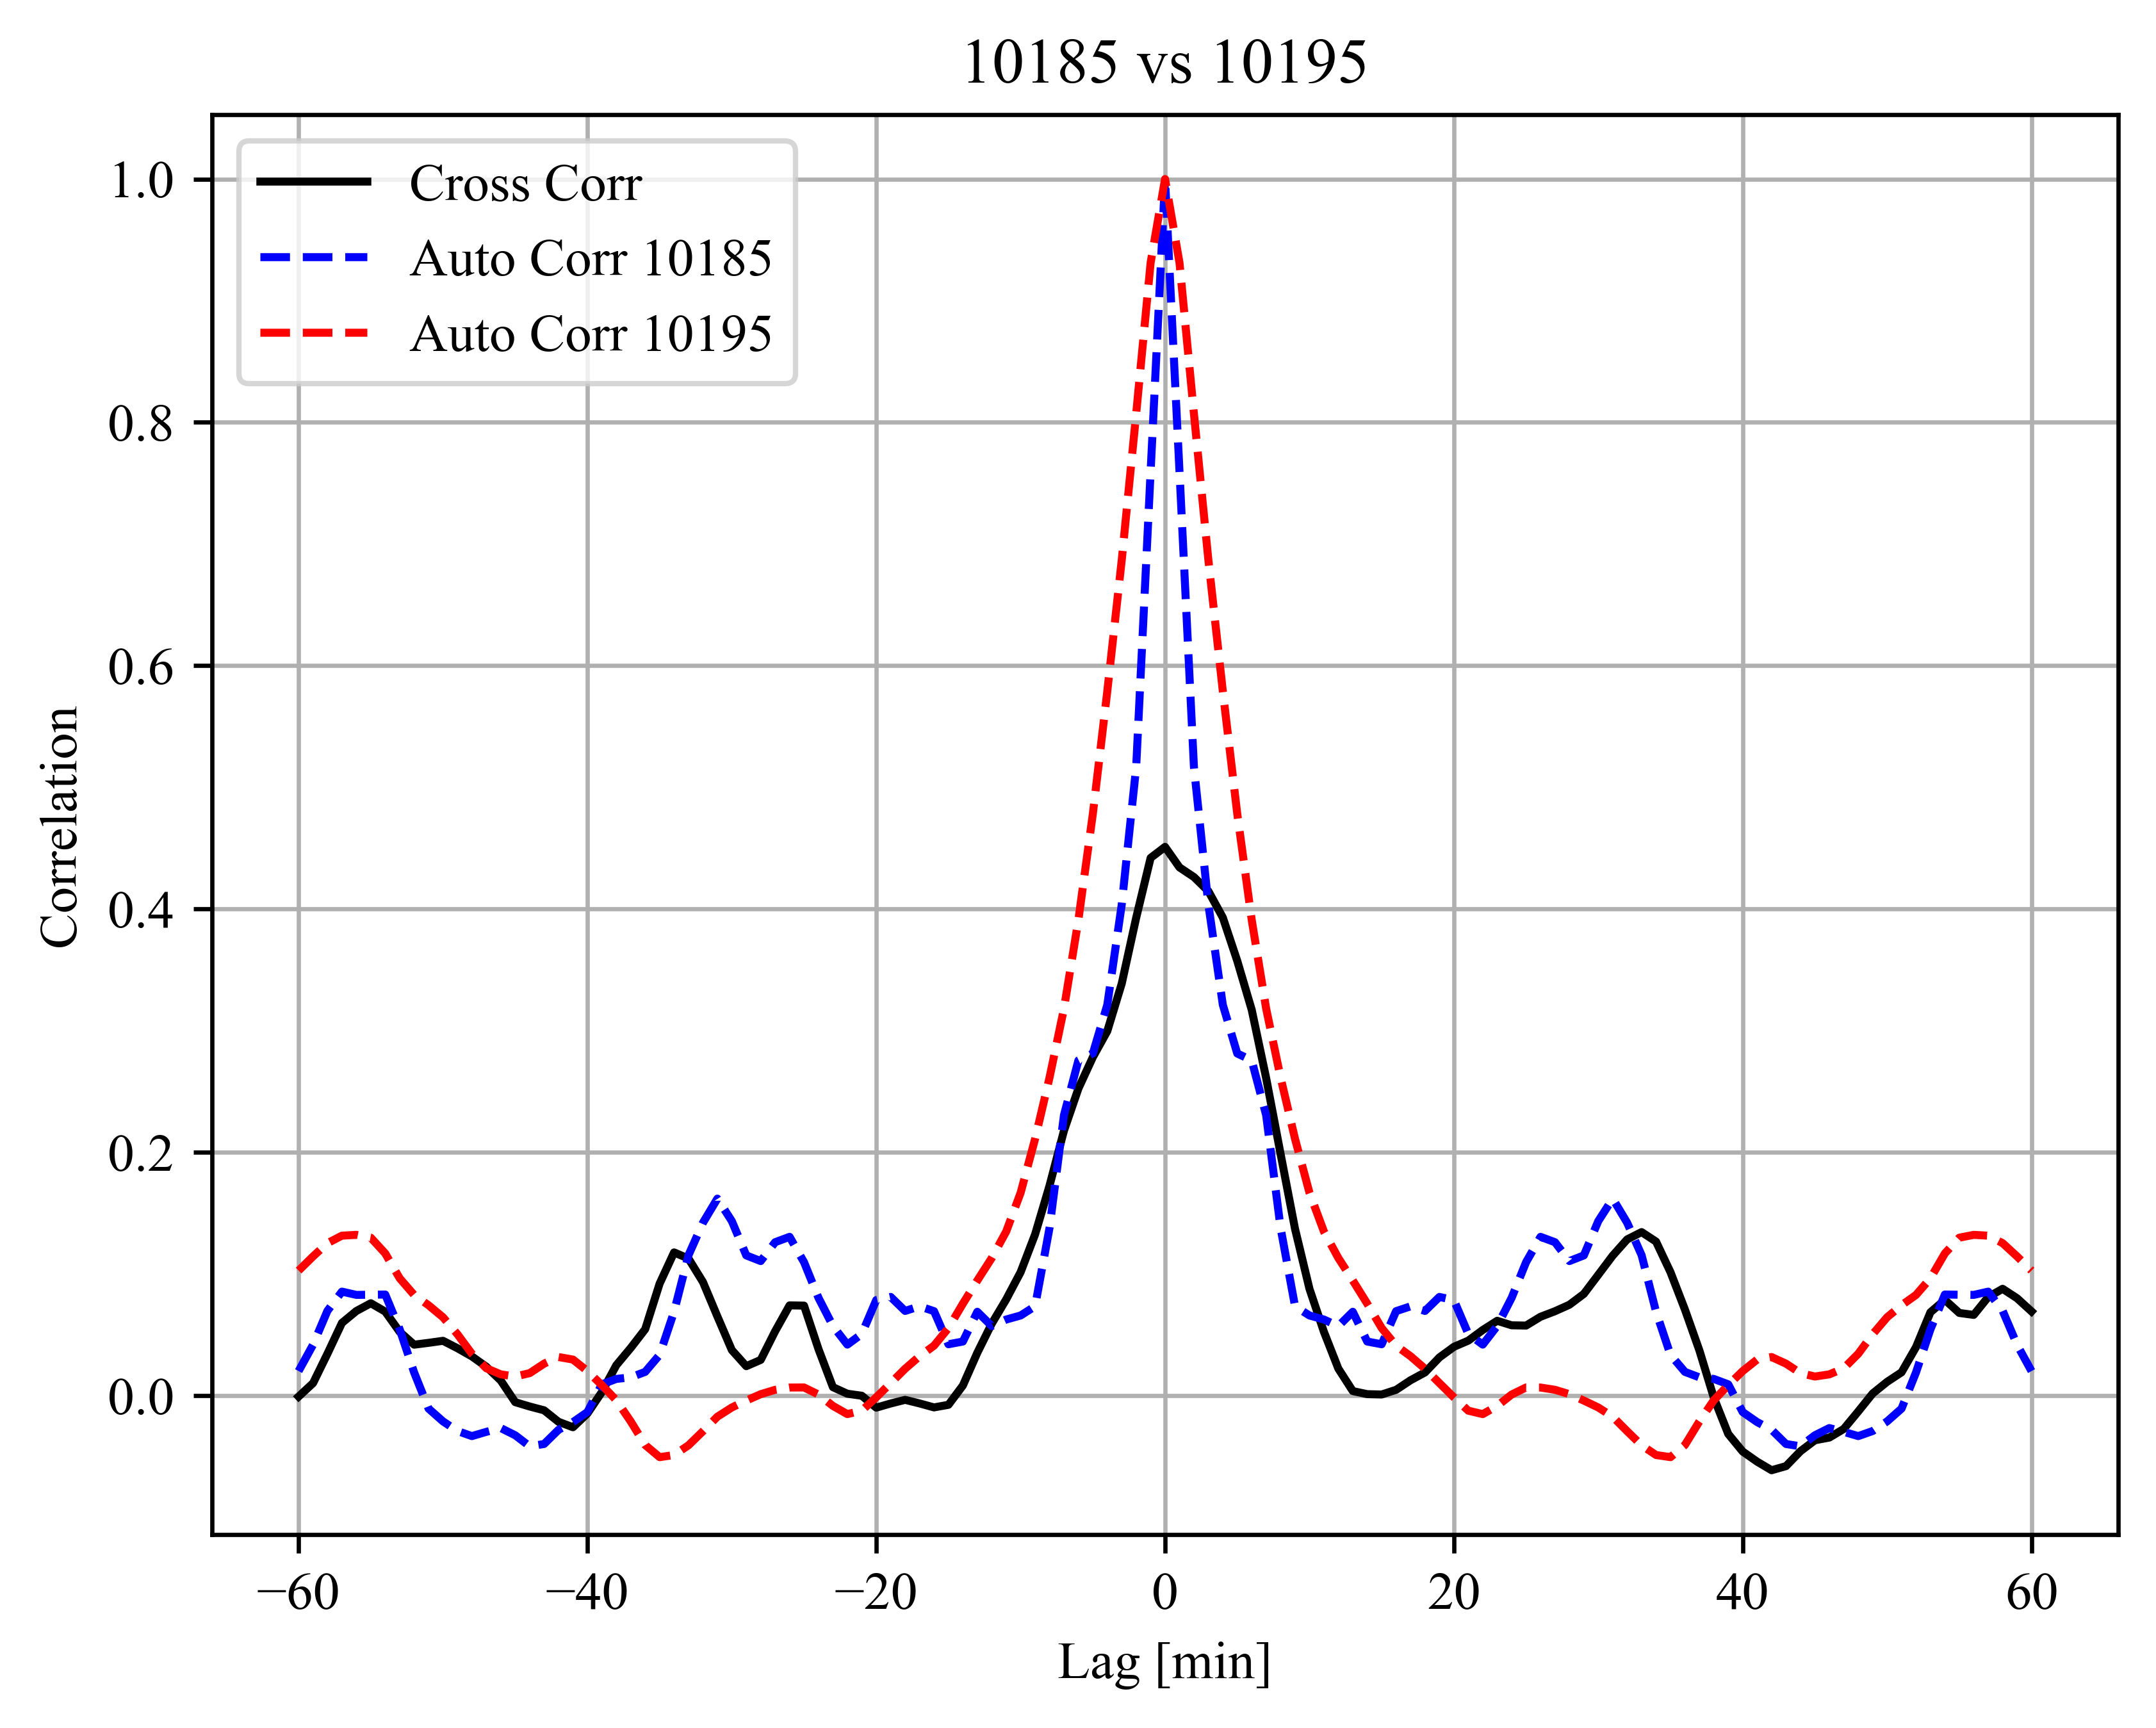 10185 vs 10195
Cross Corr
Auto Corr 10185
Auto Corr 10195
1.0
0.8
0.6
0.4
0.2
0.0
Correlation
−60 −40 −20 0 20 40 60
Lag [min]